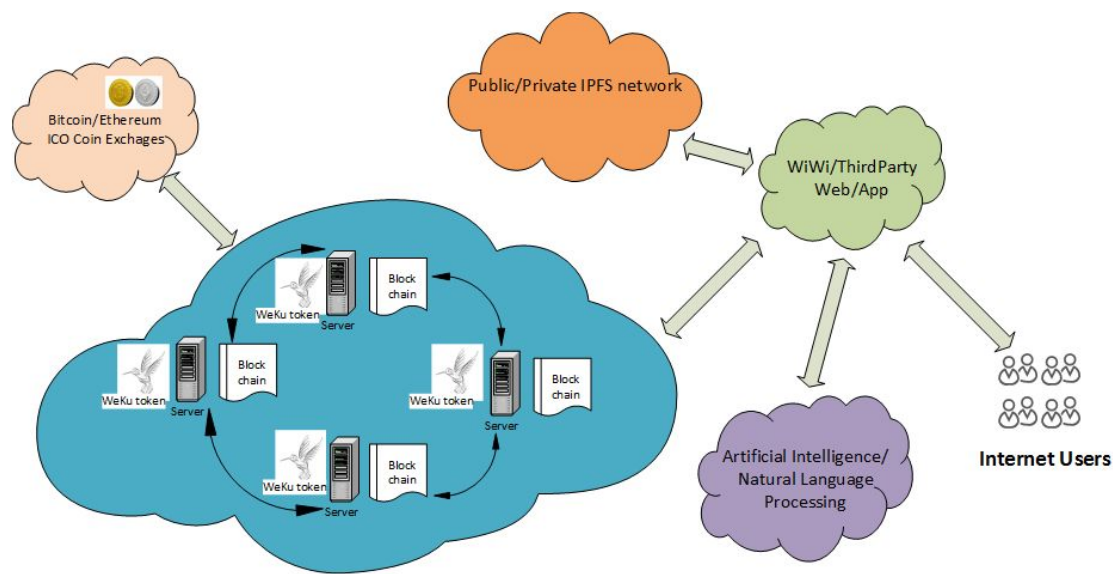 Public/Private IPFS network
Bitcoin/Ethereum
ICO Coin Exchages
WiWi/ThirdParty
Web/App
WeKu token
Server
Block
chain
WeKu token
Server
Block
chain
WeKu token
Server
Block
chain
WeKu token
Server
Block
chain
Artificial Intelligence/
Natural Language
Processing
Internet Users